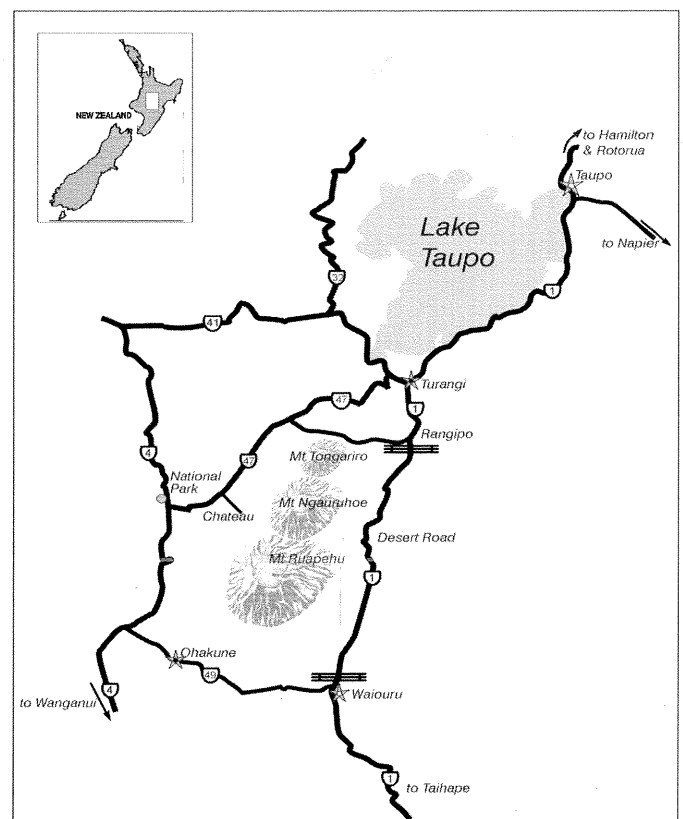 NEW ZEALAND
to Hamilton
& Rotorua
Taupo
Lake
Taupo
to Napier
32
1
41
Turangi
47
1
4
Rangipo
Mt Tongariro
47
National
Park
Mt Ngauruhoe
Chateau
Desert Road
Mt Ruapehu
1
Ohakune
49
4
Waiouru
to Wanganui
1
to Taihape